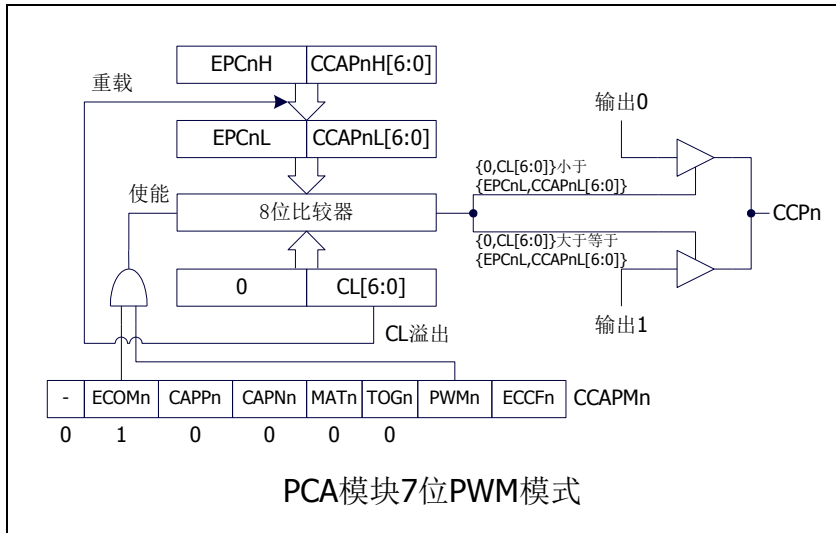 EPCnH CCAPnH[6:0]
重载
输出0
EPCnL CCAPnL[6:0]
{0,CL[6:0]}小于
{EPCnL,CCAPnL[6:0]}
使能
8位比较器
CCPn
{0,CL[6:0]}大于等于
{EPCnL,CCAPnL[6:0]}
0 CL[6:0]
输出1
CL溢出
- ECOMn CAPPn CAPNn MATn TOGn PWMn ECCFn CCAPMn
0 1 0 0 0 0
PCA模块7位PWM模式